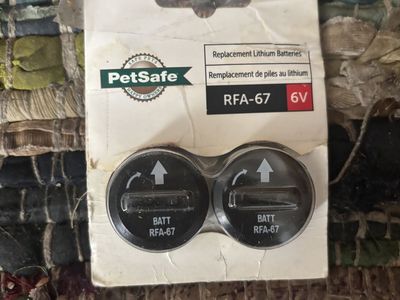 PetSafe
Replacement Lithium Batteries
Remplacement de piles au lithium
RFA-67 6V
BATT
RFA-67
BATT
RFA-67